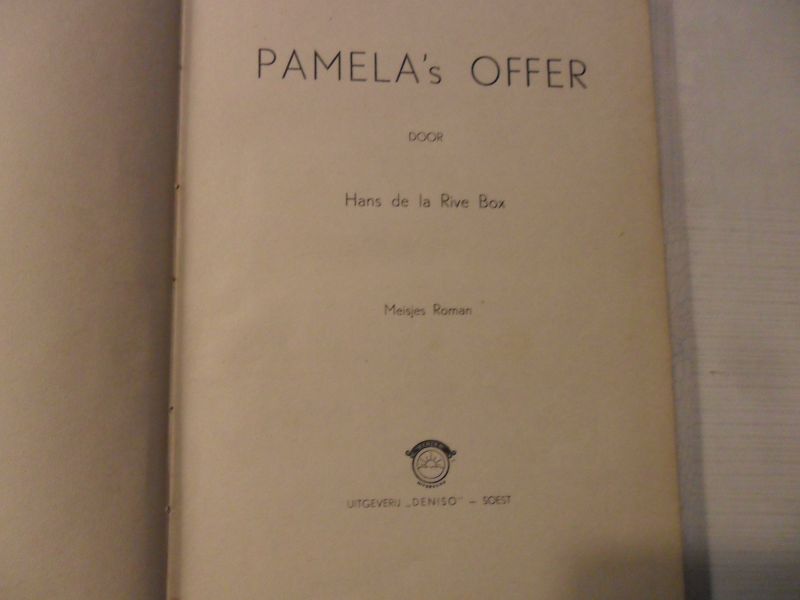 PAMELA's OFFER
DOOR
Hans de la Rive Box
Meisjes Roman
UITGEVERIJ „DENISO" – SOEST